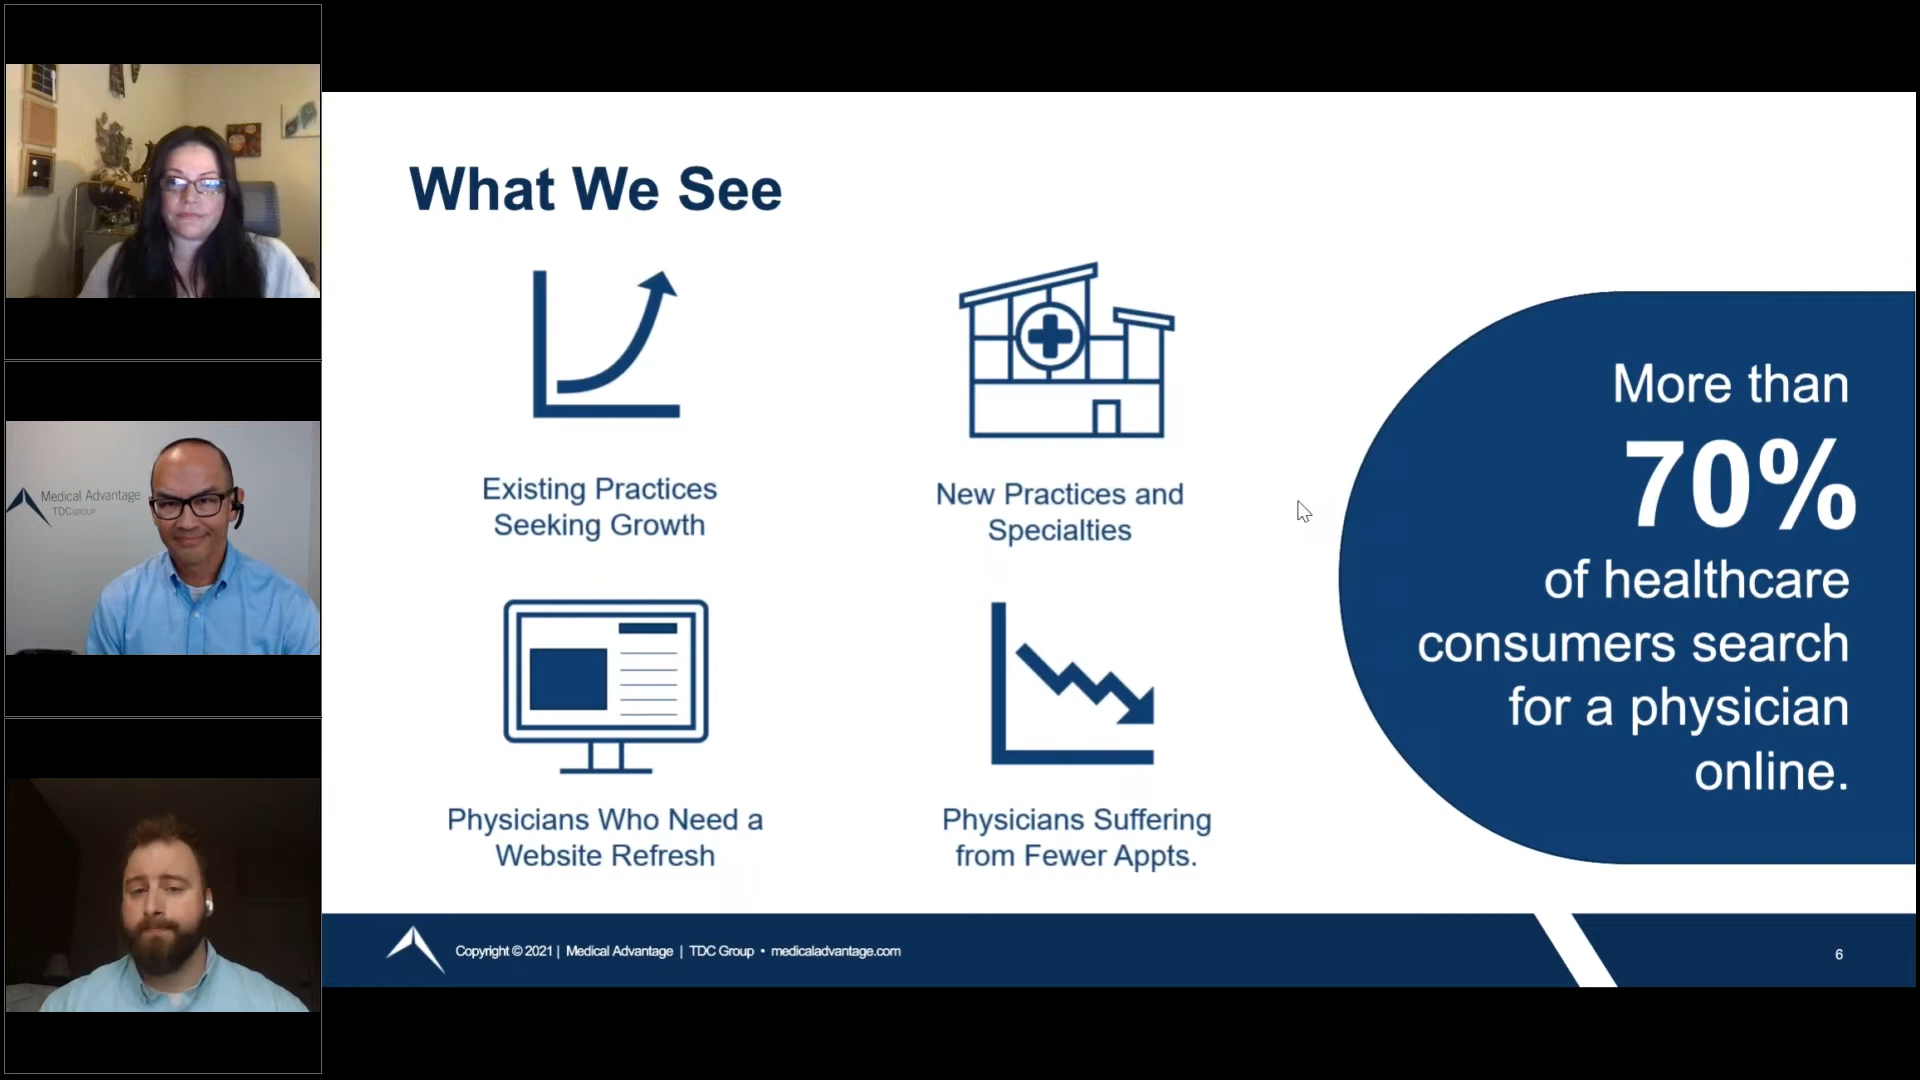 Medical Advantage
TDCGROUP
What We See
Existing Practices
Seeking Growth
New Practices and
Specialties
Physicians Who Need a
Website Refresh
Physicians Suffering
from Fewer Appts.
More than
70%
of healthcare
consumers search
for a physician
online.
Copyright © 2021 | Medical Advantage | TDC Group • medicaladvantage.com
6